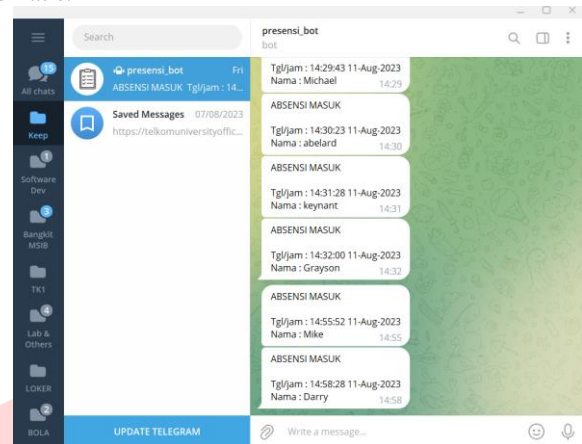 Search
presensi_bot
bot
15
All chats
Keep
1
Software
Dev
3
Bangkit
MSIB
TK1
4
Lab &
Others
LOKER
2
BOLA
presensi_bot Fri
ABSENSI MASUK Tgl/jam : 14...
Saved Messages 07/08/2023
https://telkomuniversityoffic...
UPDATE TELEGRAM
Tgl/jam : 14:29:43 11-Aug-2023
Nama : Michael 14:29
ABSENSI MASUK
Tgl/jam : 14:30:23 11-Aug-2023
Nama : abelard 14:30
ABSENSI MASUK
Tgl/jam : 14:31:28 11-Aug-2023
Nama : keynant 14:31
ABSENSI MASUK
Tgl/jam : 14:32:00 11-Aug-2023
Nama : Grayson 14:32
ABSENSI MASUK
Tgl/jam : 14:55:52 11-Aug-2023
Nama : Mike 14:55
ABSENSI MASUK
Tgl/jam : 14:58:28 11-Aug-2023
Nama : Darry 14:58
Write a message...